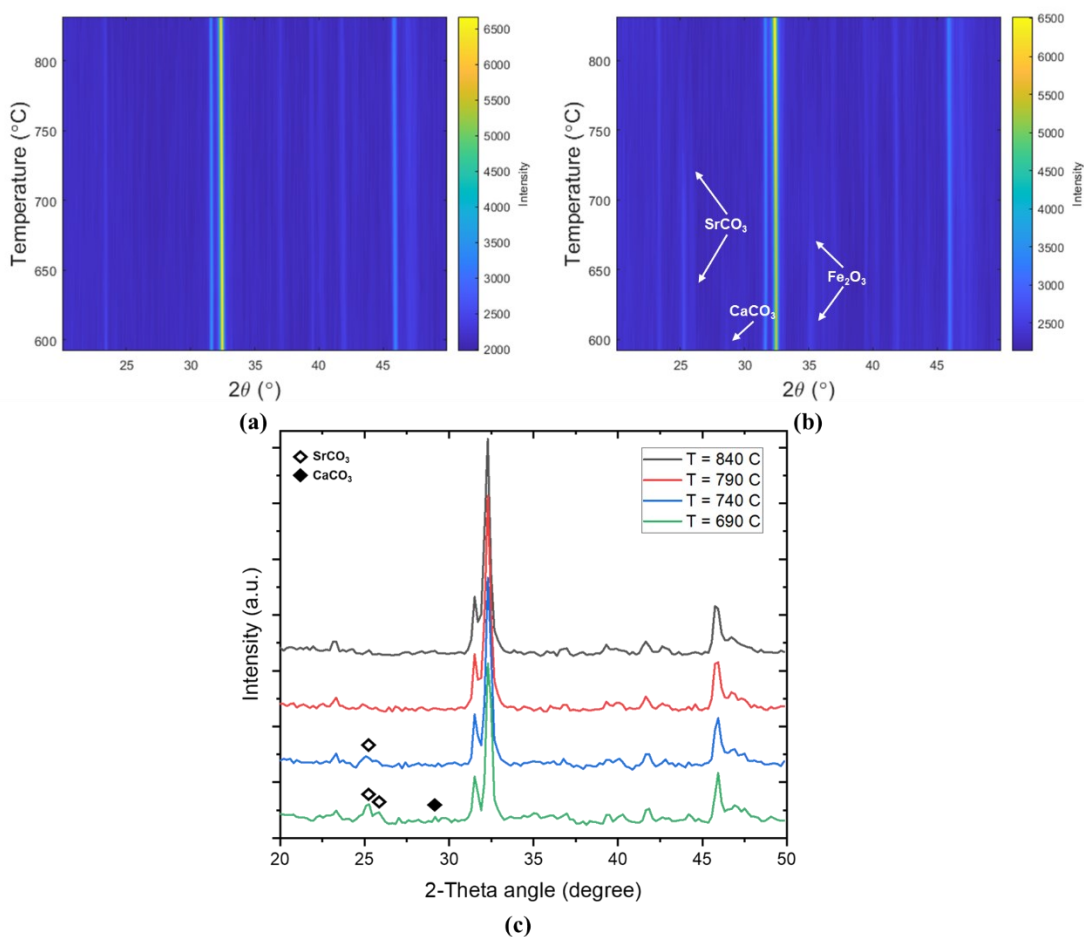 800
750
700
650
600
Temperature (°C)
25 30 35 40 45
2θ (°)
6500
6000
5500
5000
4500
4000
3500
3000
2500
2000
Intensity
(a)
800
750
700
650
600
Temperature (°C)
SrCO3
Fe2O3
CaCO3
25 30 35 40 45
2θ (°)
6500
6000
5500
5000
4500
4000
3500
3000
2500
Intensity
(b)
SrCO3
CaCO3
T = 840 C
T = 790 C
T = 740 C
T = 690 C
Intensity (a.u.)
20 25 30 35 40 45 50
2-Theta angle (degree)
(c)